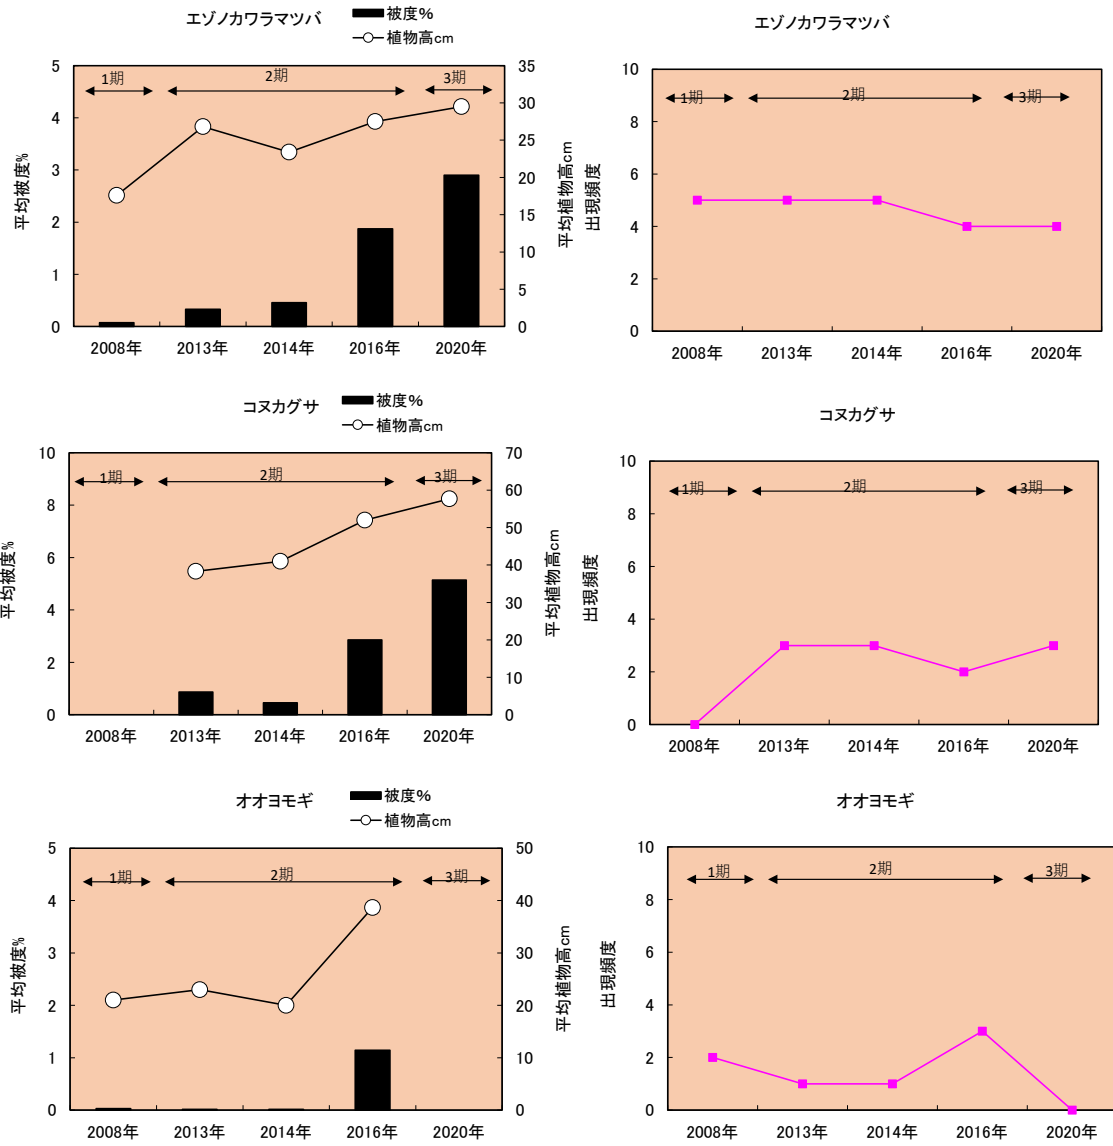 エゾノカワラマツバ
被度%
植物高cm
平均被度%
5
4
3
2
1
0
1期
2期
3期
35
30
25
20
15
10
5
0
平均植物高cm
2008年 2013年 2014年 2016年 2020年
エゾノカワラマツバ
出現頻度
10
8
6
4
2
0
1期
2期
3期
2008年 2013年 2014年 2016年 2020年
コヌカグサ
被度%
植物高cm
平均被度%
10
8
6
4
2
0
1期
2期
3期
70
60
50
40
30
20
10
0
平均植物高cm
2008年 2013年 2014年 2016年 2020年
コヌカグサ
出現頻度
10
8
6
4
2
0
1期
2期
3期
2008年 2013年 2014年 2016年 2020年
オオヨモギ
被度%
植物高cm
平均被度%
5
4
3
2
1
0
1期
2期
3期
50
40
30
20
10
0
平均植物高cm
2008年 2013年 2014年 2016年 2020年
オオヨモギ
出現頻度
10
8
6
4
2
0
1期
2期
3期
2008年 2013年 2014年 2016年 2020年